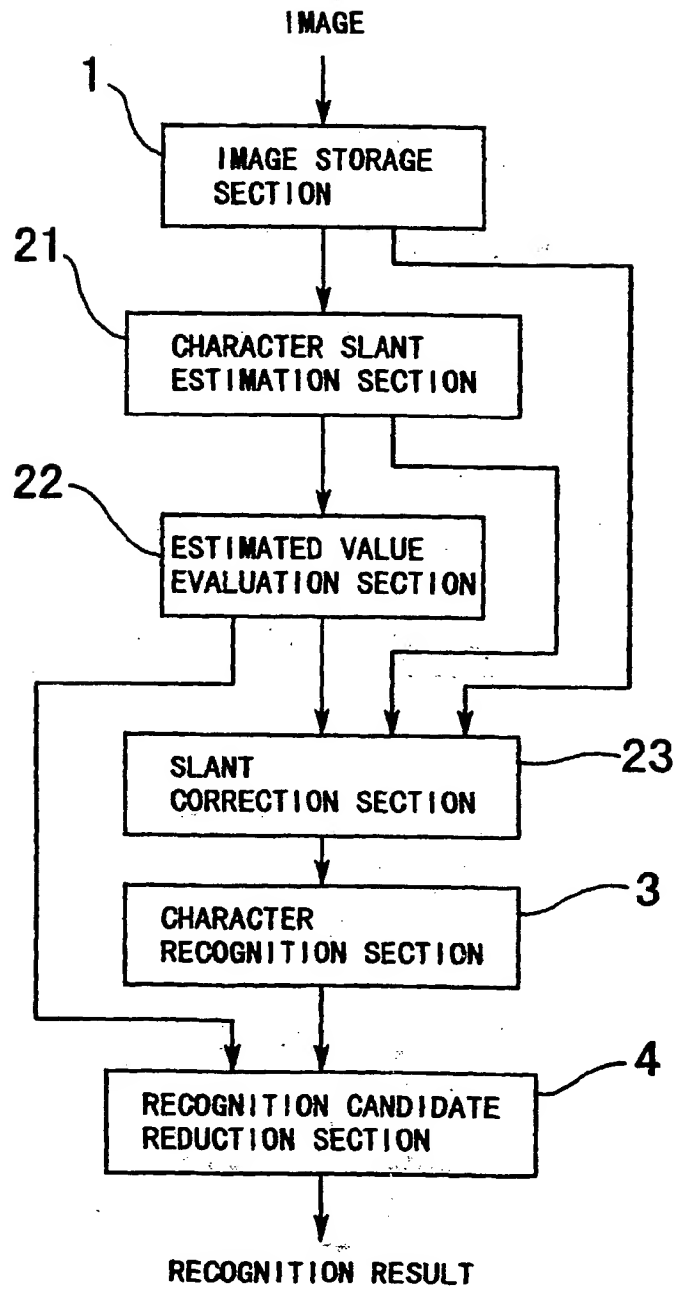 IMAGE
1
IMAGE STORAGE
SECTION
21
CHARACTER SLANT
ESTIMATION SECTION
22
ESTIMATED VALUE
EVALUATION SECTION
SLANT
CORRECTION SECTION
23
CHARACTER
RECOGNITION SECTION
3
RECOGNITION CANDIDATE
REDUCTION SECTION
4
RECOGNITION RESULT